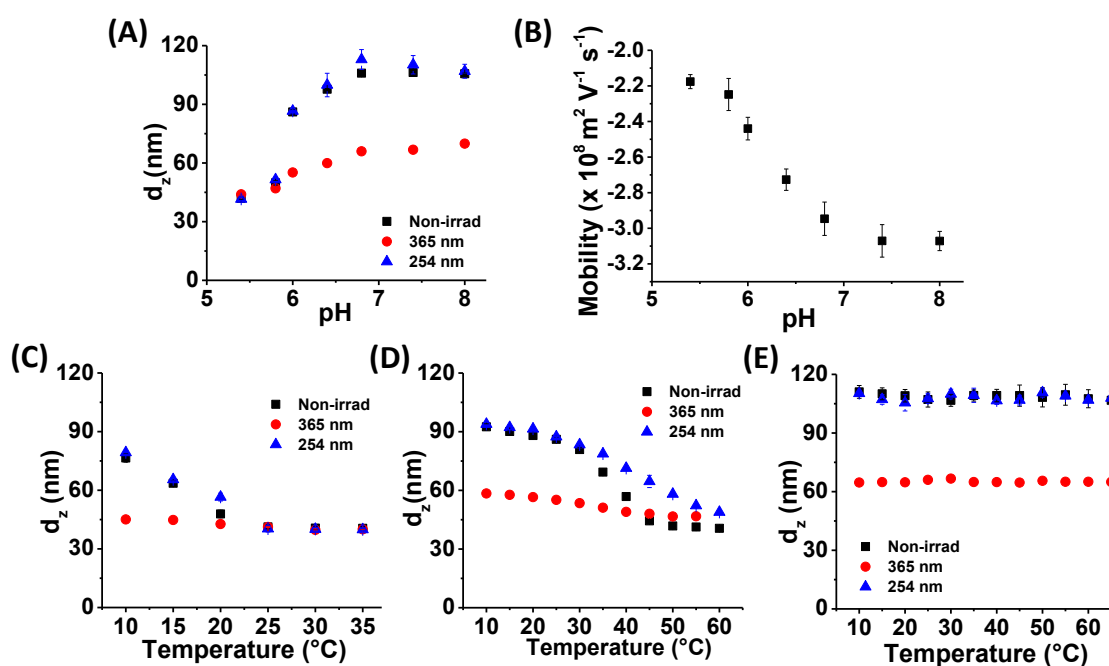 (A)
120
90
60
30
0
d_z(nm)
Non-irrad
365 nm
254 nm
5 6 7 8
pH
(B)
-2.0
-2.2
-2.4
-2.6
-2.8
-3.0
-3.2
Mobility (x 10⁸ m² V⁻¹ s⁻¹)
5 6 7 8
pH
(C)
120
90
60
30
0
d_z (nm)
Non-irrad
365 nm
254 nm
10 15 20 25 30 35
Temperature (°C)
(D)
120
90
60
30
0
d_z (nm)
Non-irrad
365 nm
254 nm
10 20 30 40 50 60
Temperature (°C)
(E)
120
90
60
30
0
d_z (nm)
Non-irrad
365 nm
254 nm
10 20 30 40 50 60
Temperature (°C)